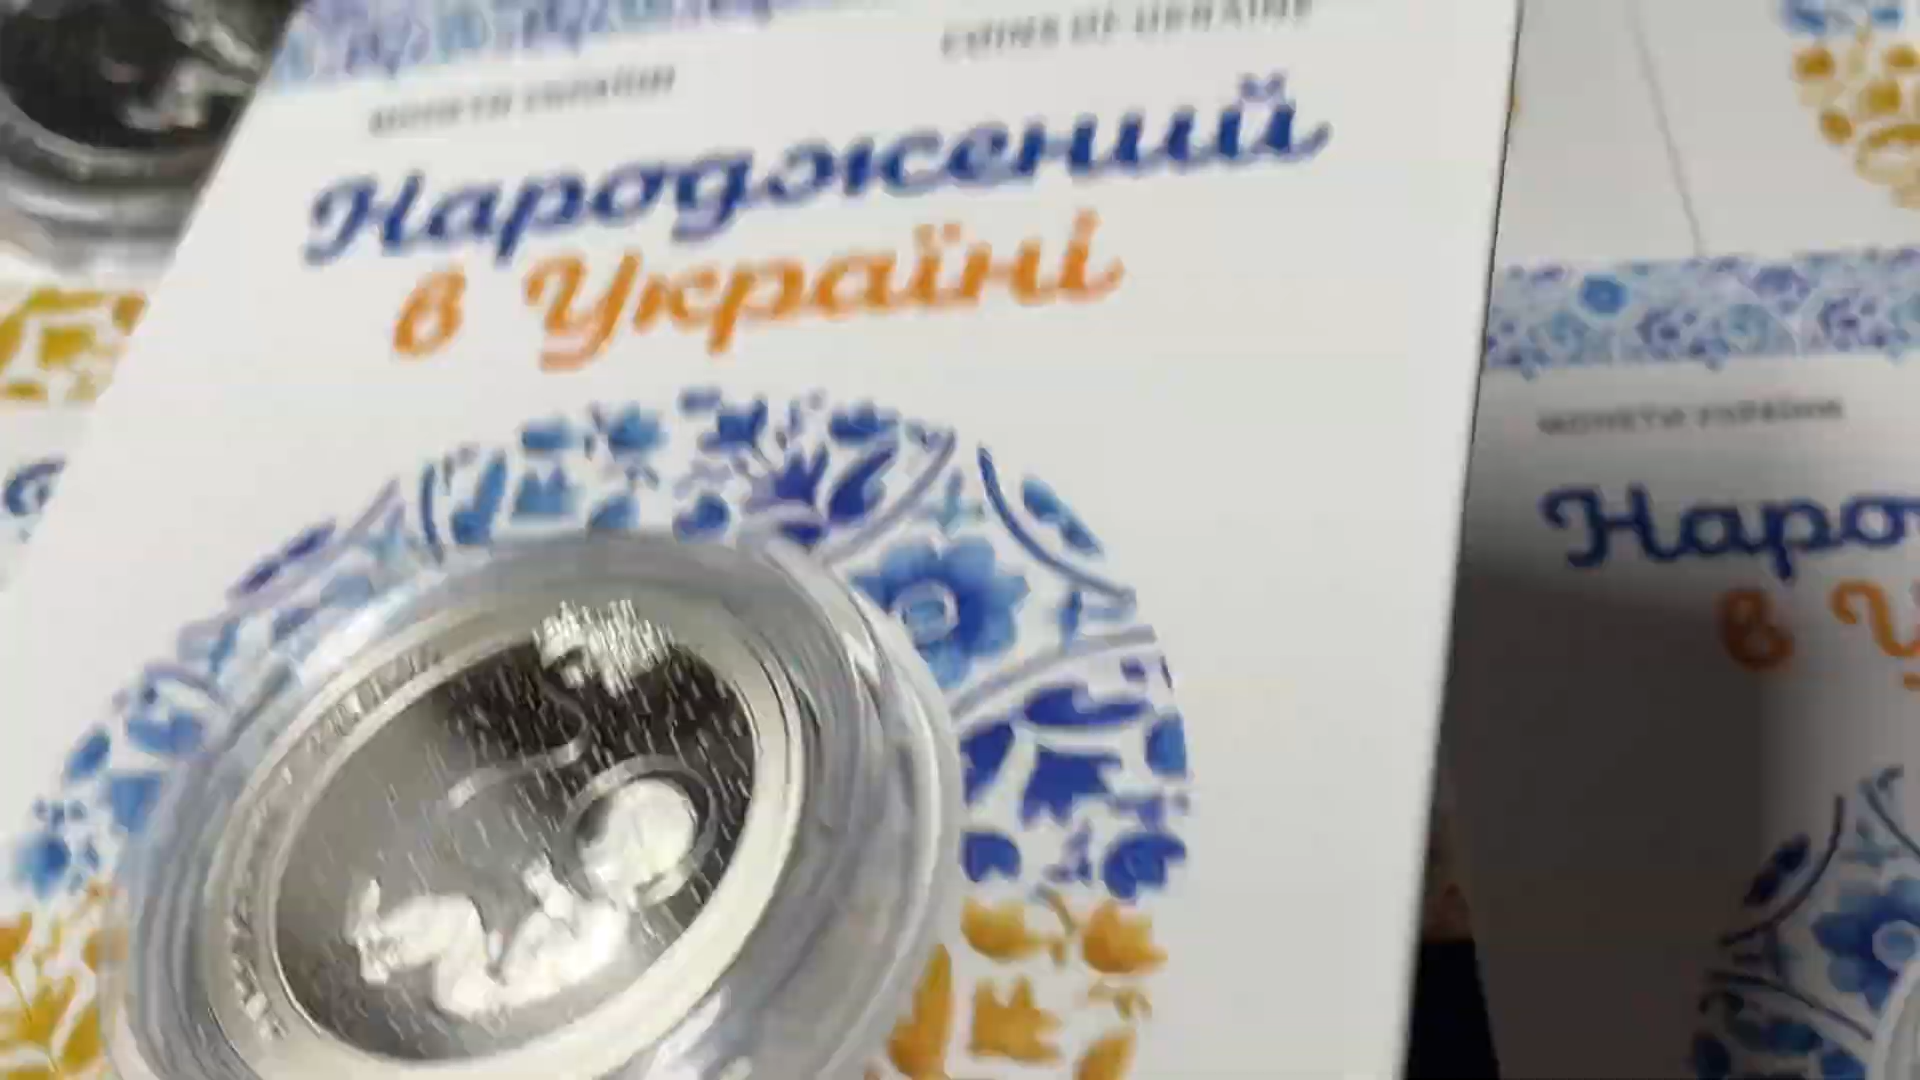 МОНЕТИ УКРАЇНИ
COINS OF UKRAINE
Народжений
в Україні
МОНЕТИ УКРАЇНИ
Наро
в У